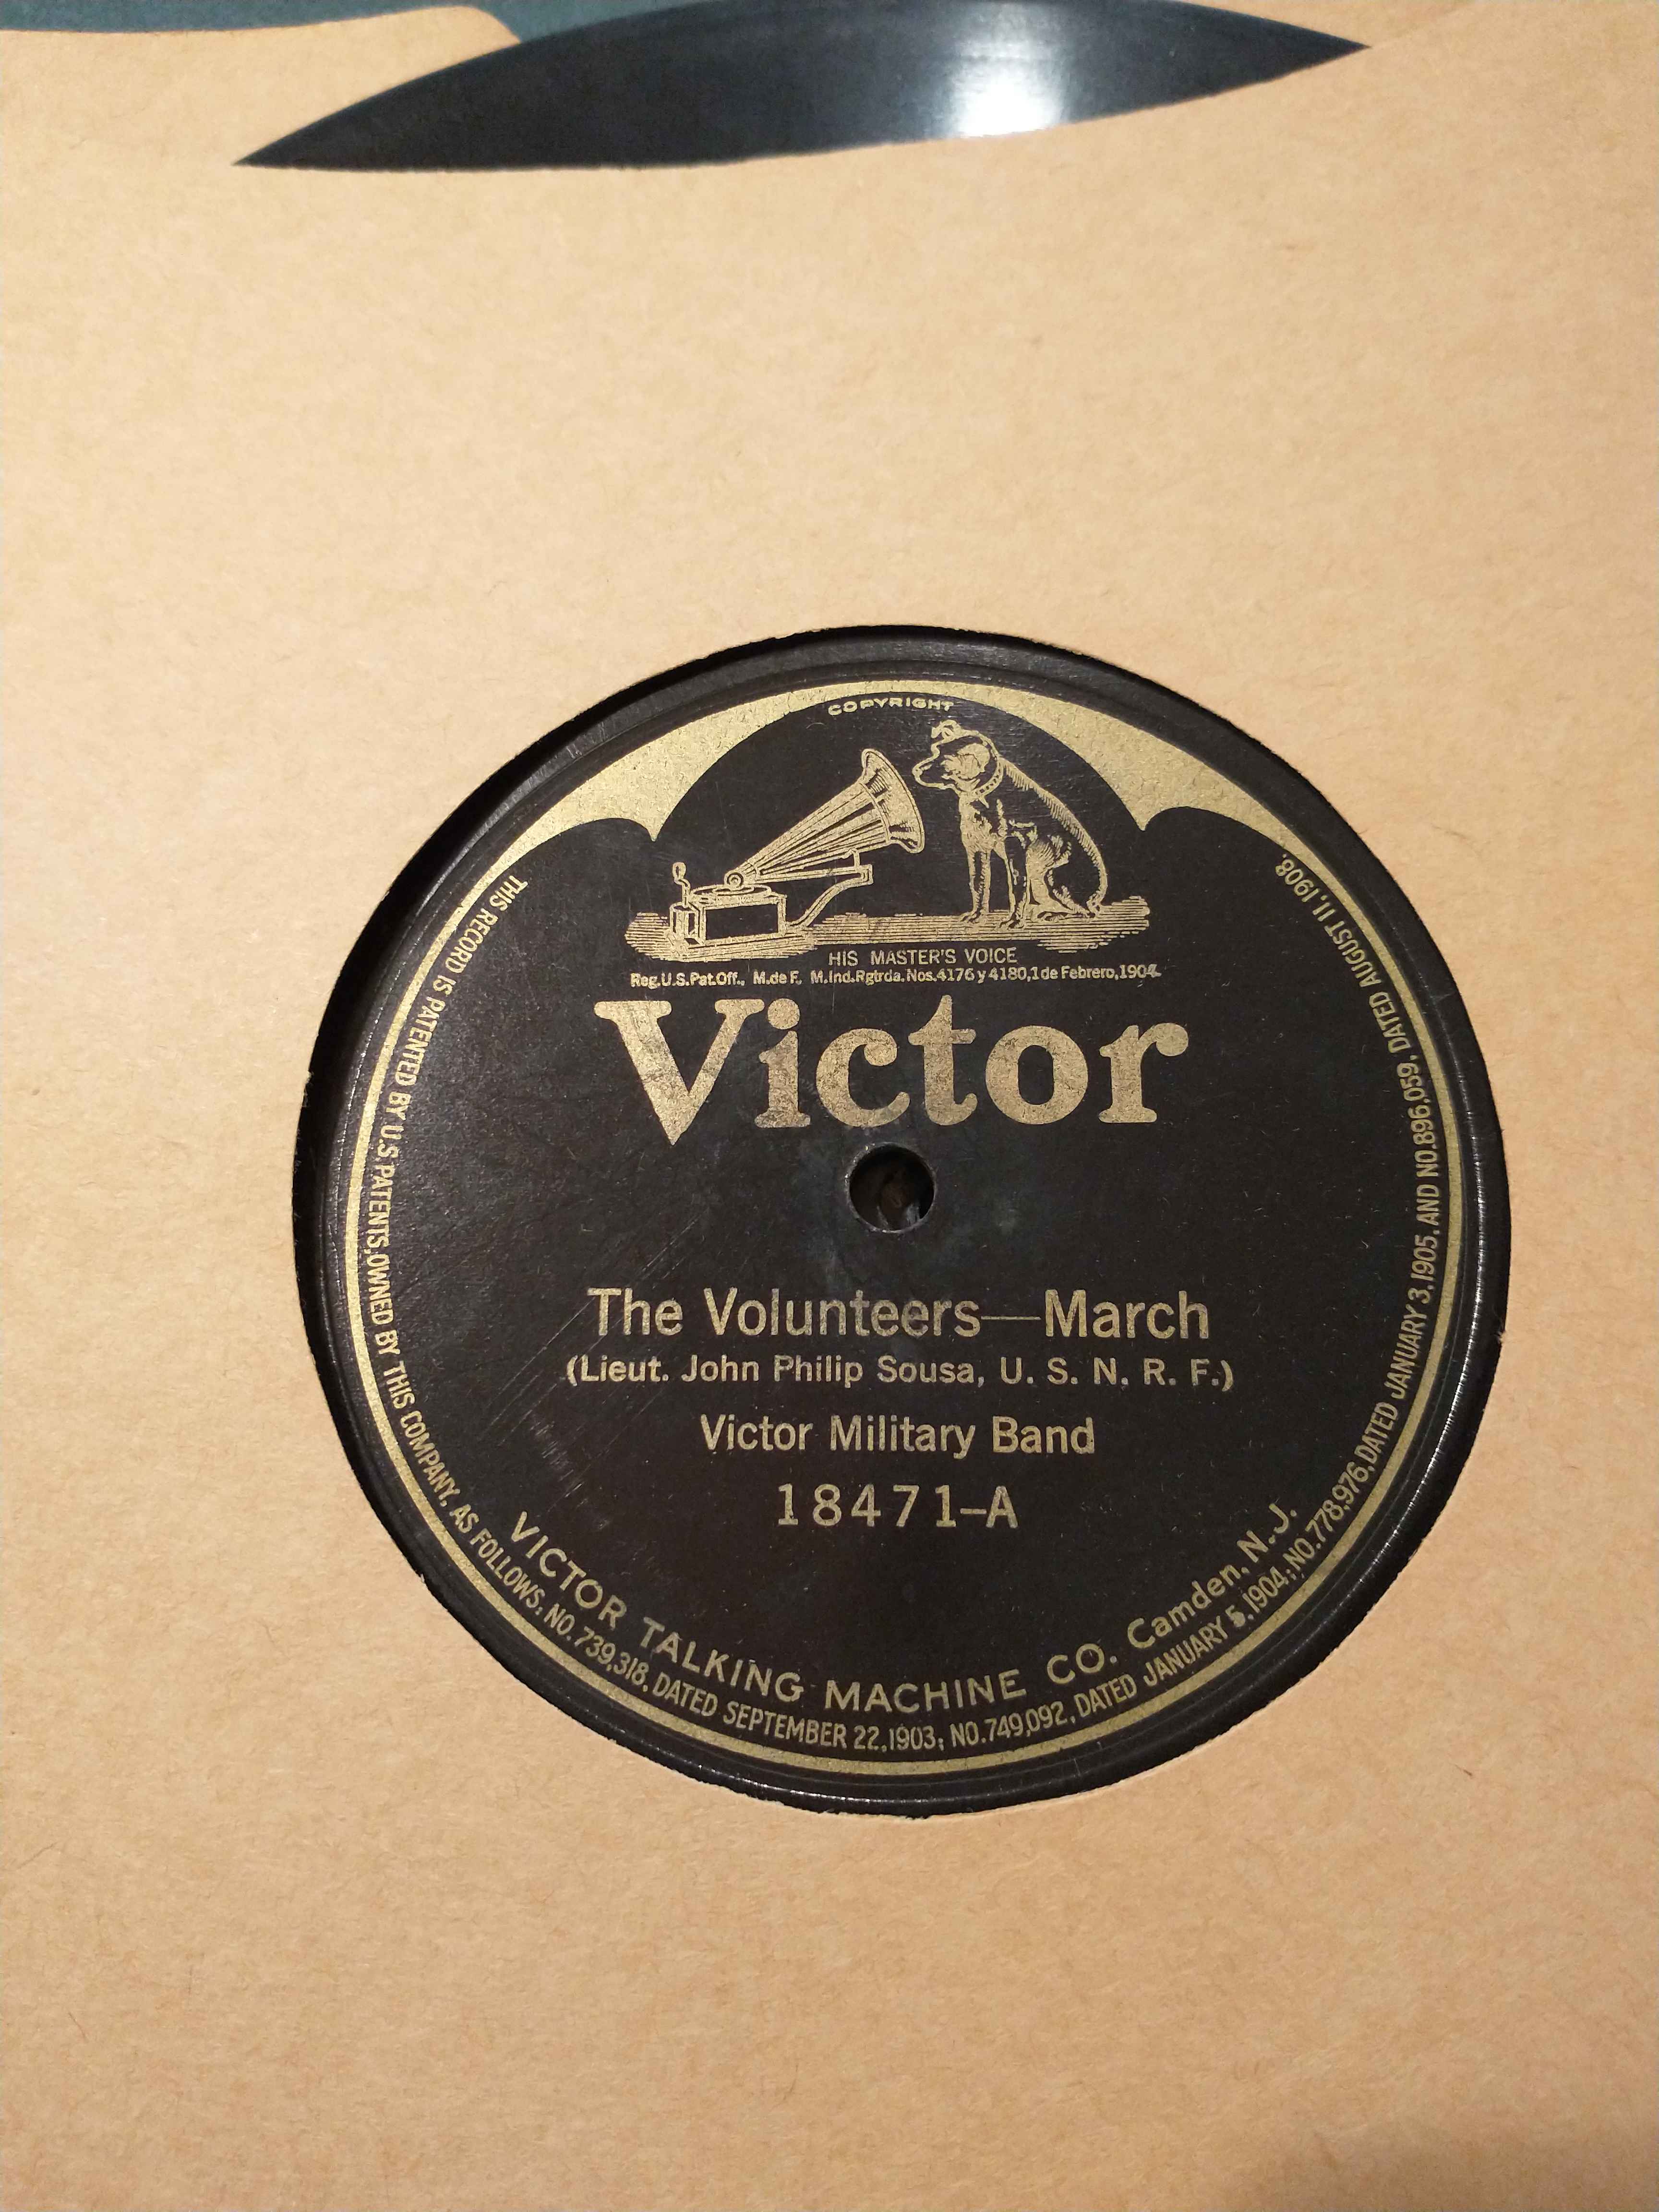 COPYRIGHT
HIS MASTER'S VOICE
Reg.U.S.Pat.Off., M.de F., M.Ind.Rgtrda.Nos.4176 y 4180,1 de Febrero,1904.
Victor
The Volunteers—March
(Lieut. John Philip Sousa, U. S. N. R. F.)
Victor Military Band
18471-A
VICTOR TALKING MACHINE CO. Camden, N. J.
THIS RECORD IS PATENTED BY U.S. PATENTS, OWNED BY THIS COMPANY, AS FOLLOWS: NO. 739,318, DATED SEPTEMBER 22,1903; NO.749,092, DATED JANUARY 5,1904; NO.778,976, DATED JANUARY 3,1905, AND NO.896,059, DATED AUGUST 11,1908.